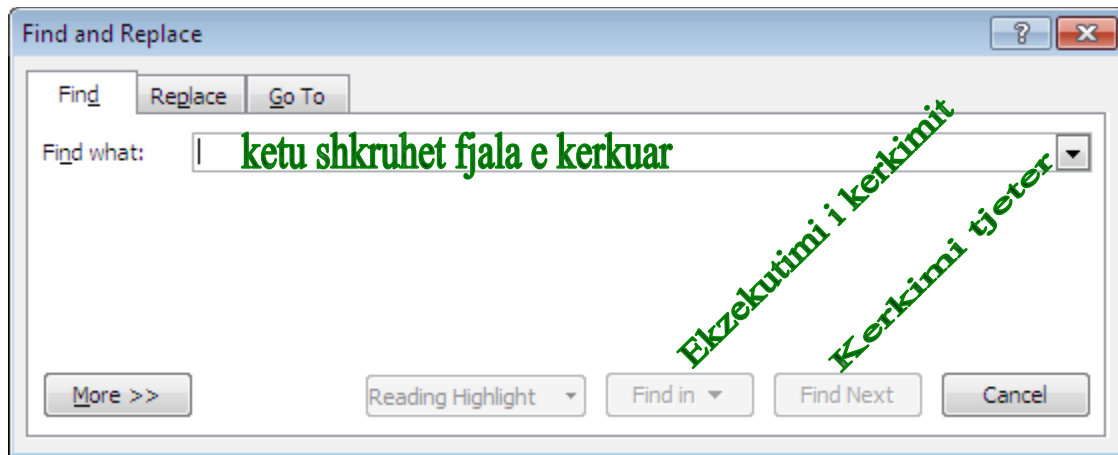 Find and Replace
Find Replace Go To
Find what: ketu shkruhet fjala e kerkuar
Ekzekutimi i kerkimit
Kerkimi tjeter
More >> Reading Highlight Find in Find Next Cancel